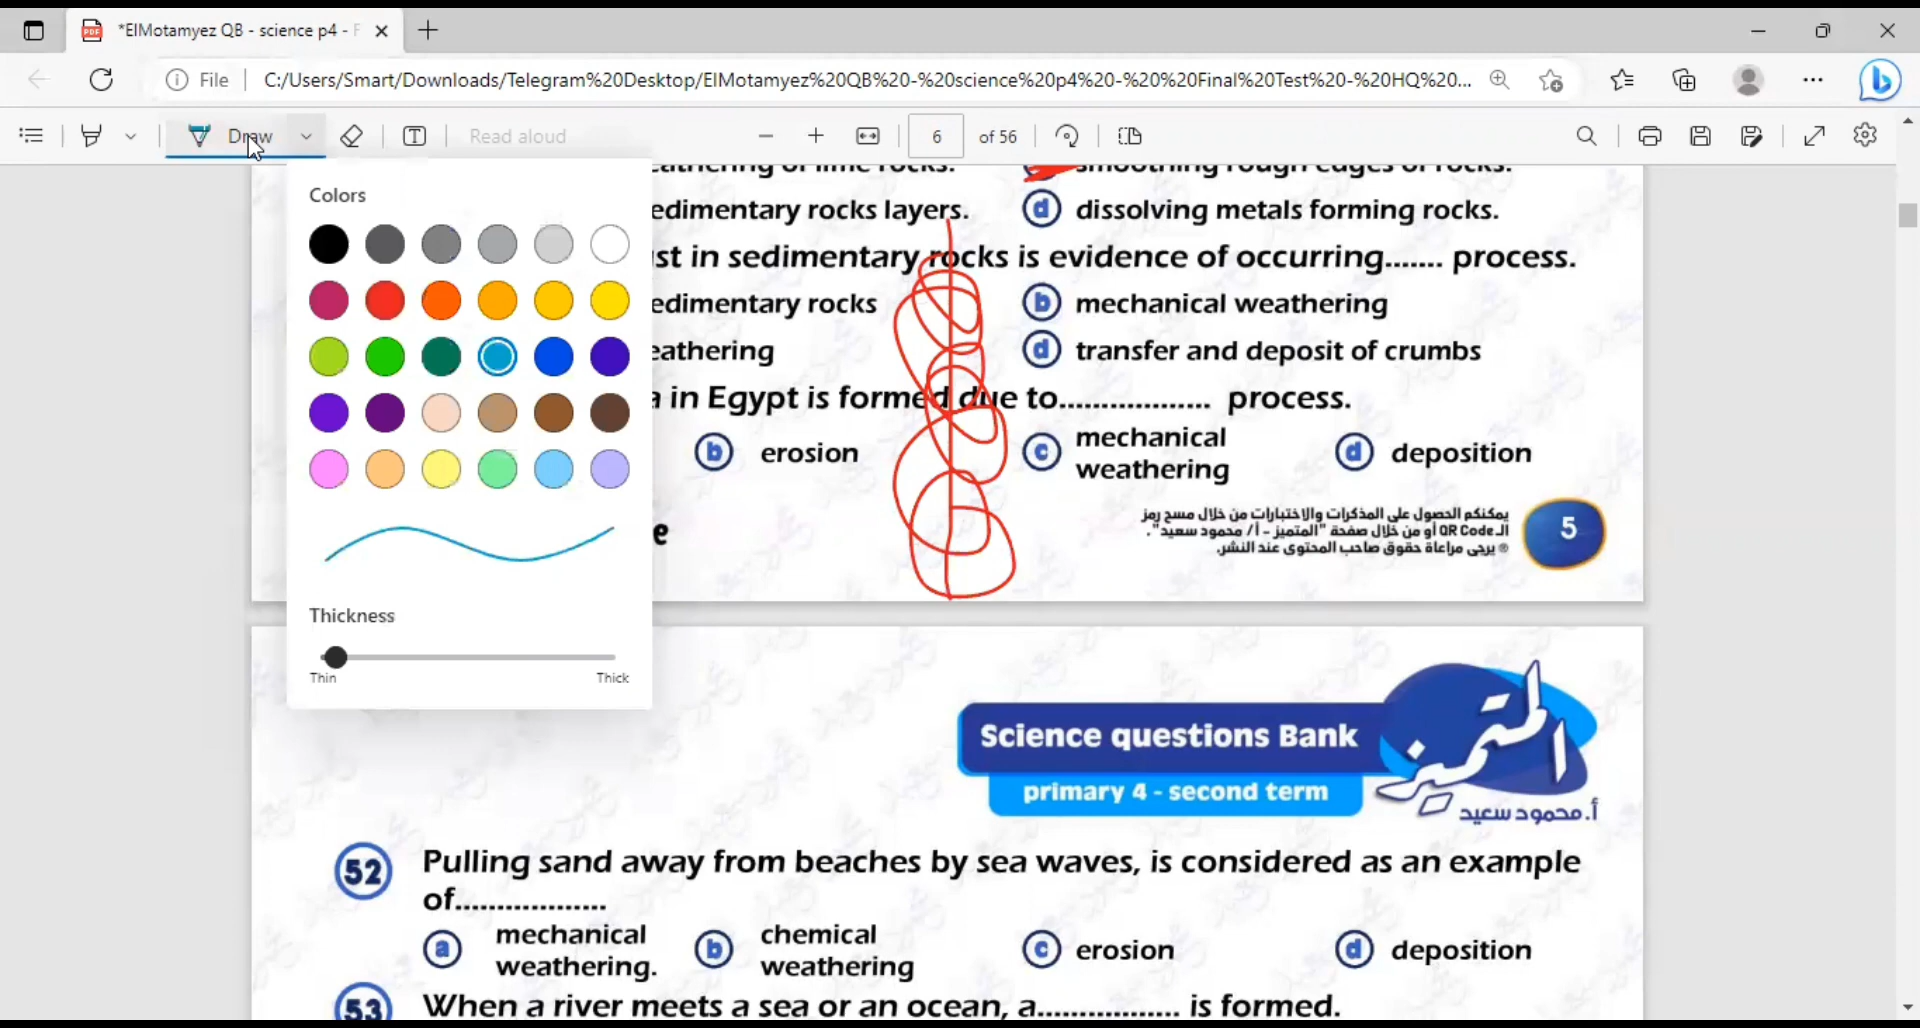 *ElMotamyez QB - science p4 - F
File
C:/Users/Smart/Downloads/Telegram%20Desktop/ElMotamyez%20QB%20-%20science%20p4%20-%20%20Final%20Test%20-%20HQ%20...
Draw
Read aloud
6 of 56
Colors
Thickness
Thin
Thick
eathering of lime rocks.
smoothing rough edges of rocks.
edimentary rocks layers.
d dissolving metals forming rocks.
st in sedimentary rocks is evidence of occurring....... process.
edimentary rocks
b mechanical weathering
eathering
d transfer and deposit of crumbs
a in Egypt is formed due to.................. process.
b erosion
c mechanical weathering
d deposition
e
يمكنكم الحصول على المذكرات والاختبارات من خلال مسح رمز
الـ QR Code أو من خلال صفحة "المتميز - أ/ محمود سعيد".
® يرجى مراعاة حقوق صاحب المحتوى عند النشر.
5
Science questions Bank
primary 4 - second term
المتميز
أ. محمود سعيد
52 Pulling sand away from beaches by sea waves, is considered as an example
of..................
a mechanical weathering.
b chemical weathering
c erosion
d deposition
53 When a river meets a sea or an ocean, a................. is formed.